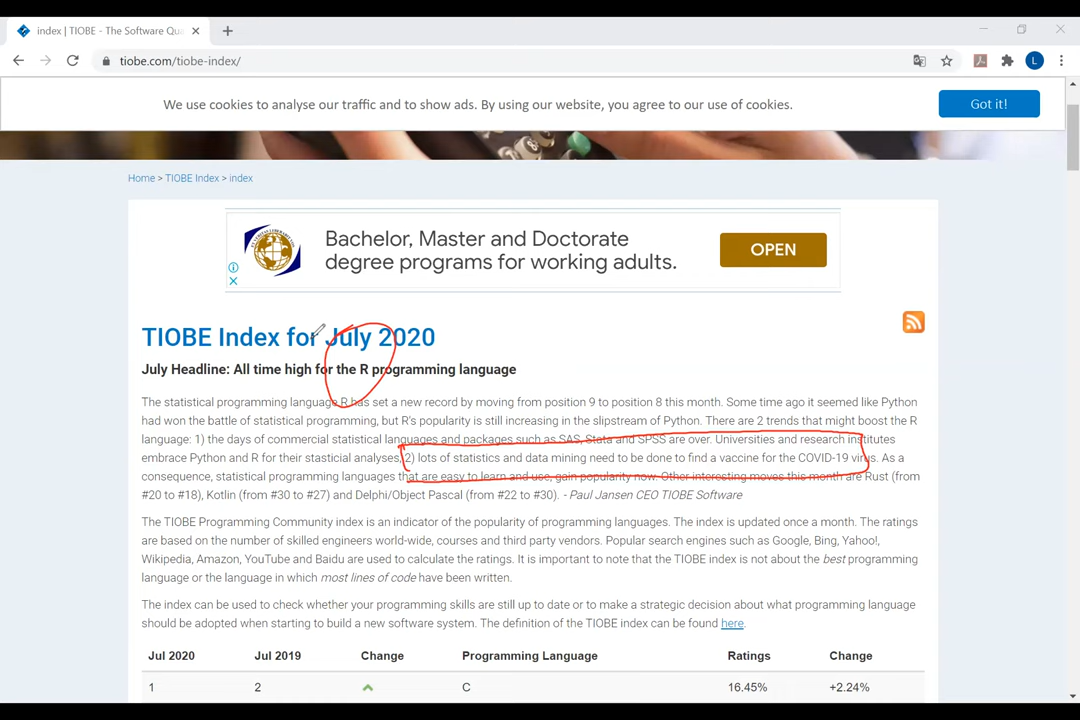 index | TIOBE - The Software Qua
tiobe.com/tiobe-index/
L
We use cookies to analyse our traffic and to show ads. By using our website, you agree to our use of cookies.
Got it!
Home > TIOBE Index > index
Bachelor, Master and Doctorate
degree programs for working adults.
OPEN
TIOBE Index for July 2020
July Headline: All time high for the R programming language
The statistical programming language R has set a new record by moving from position 9 to position 8 this month. Some time ago it seemed like Python
had won the battle of statistical programming, but R's popularity is still increasing in the slipstream of Python. There are 2 trends that might boost the R
language: 1) the days of commercial statistical languages and packages such as SAS, Stata and SPSS are over. Universities and research institutes
embrace Python and R for their stasticial analyses, 2) lots of statistics and data mining need to be done to find a vaccine for the COVID-19 virus. As a
consequence, statistical programming languages that are easy to learn and use, gain popularity now. Other interesting moves this month are Rust (from
#20 to #18), Kotlin (from #30 to #27) and Delphi/Object Pascal (from #22 to #30). - Paul Jansen CEO TIOBE Software
The TIOBE Programming Community index is an indicator of the popularity of programming languages. The index is updated once a month. The ratings
are based on the number of skilled engineers world-wide, courses and third party vendors. Popular search engines such as Google, Bing, Yahoo!,
Wikipedia, Amazon, YouTube and Baidu are used to calculate the ratings. It is important to note that the TIOBE index is not about the best programming
language or the language in which most lines of code have been written.
The index can be used to check whether your programming skills are still up to date or to make a strategic decision about what programming language
should be adopted when starting to build a new software system. The definition of the TIOBE index can be found here.
Jul 2020 Jul 2019 Change Programming Language Ratings Change
1 2 C 16.45% +2.24%